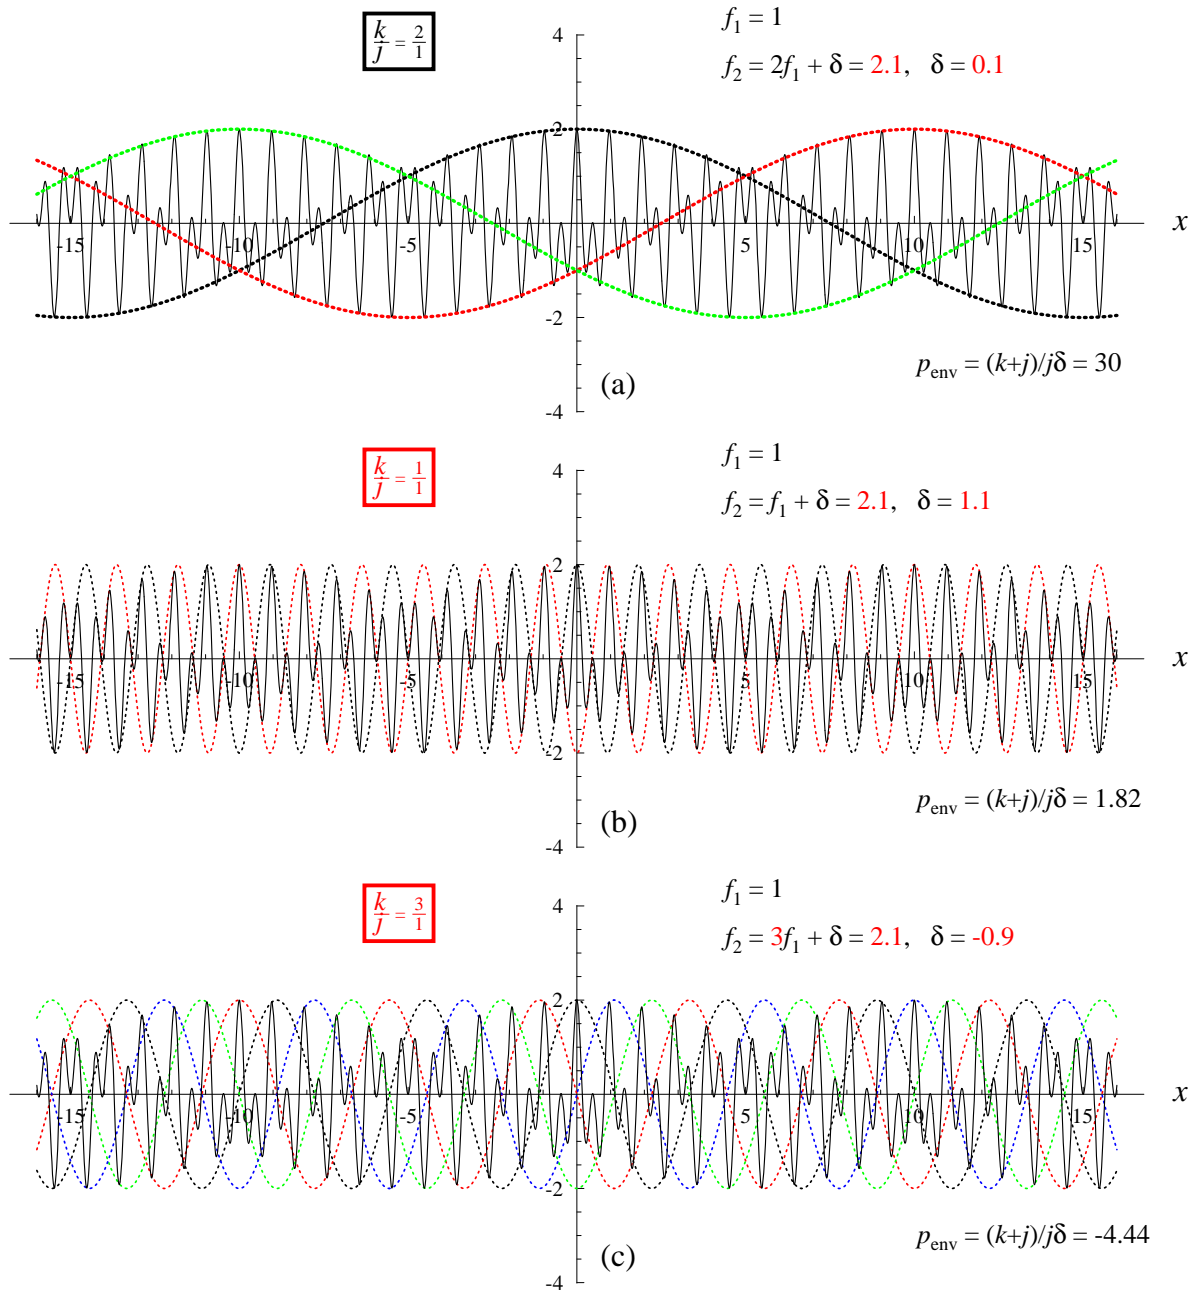 k/j = 2/1
f₁ = 1
f₂ = 2f₁ + δ = 2.1, δ = 0.1
4
2
-15 -10 -5 5 10 15 x
-2
-4
p_env = (k+j)/jδ = 30
(a)
k/j = 1/1
f₁ = 1
f₂ = f₁ + δ = 2.1, δ = 1.1
4
2
-15 -10 -5 5 10 15 x
-2
-4
p_env = (k+j)/jδ = 1.82
(b)
k/j = 3/1
f₁ = 1
f₂ = 3f₁ + δ = 2.1, δ = -0.9
4
2
-15 -10 -5 5 10 15 x
-2
-4
p_env = (k+j)/jδ = -4.44
(c)